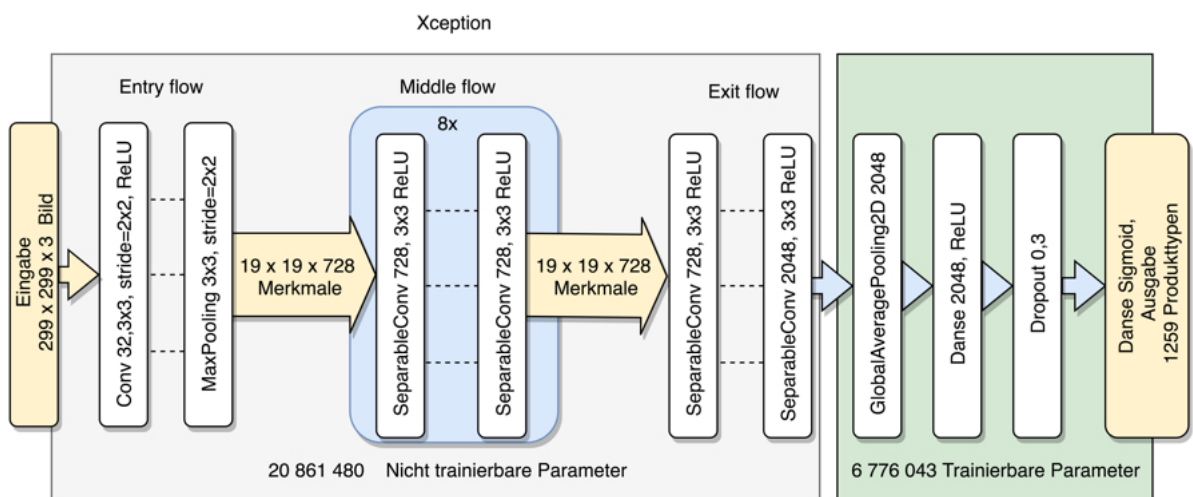 Xception
Entry flow
Middle flow
Exit flow
8x
Eingabe
299 x 299 x 3 Bild
Conv 32,3x3, stride=2x2, ReLU
MaxPooling 3x3, stride=2x2
19 x 19 x 728
Merkmale
SeparableConv 728, 3x3 ReLU
SeparableConv 728, 3x3 ReLU
19 x 19 x 728
Merkmale
SeparableConv 728, 3x3 ReLU
SeparableConv 2048, 3x3 ReLU
GlobalAveragePooling2D 2048
Danse 2048, ReLU
Dropout 0,3
Danse Sigmoid,
Ausgabe
1259 Produkttypen
20 861 480 Nicht trainierbare Parameter
6 776 043 Trainierbare Parameter